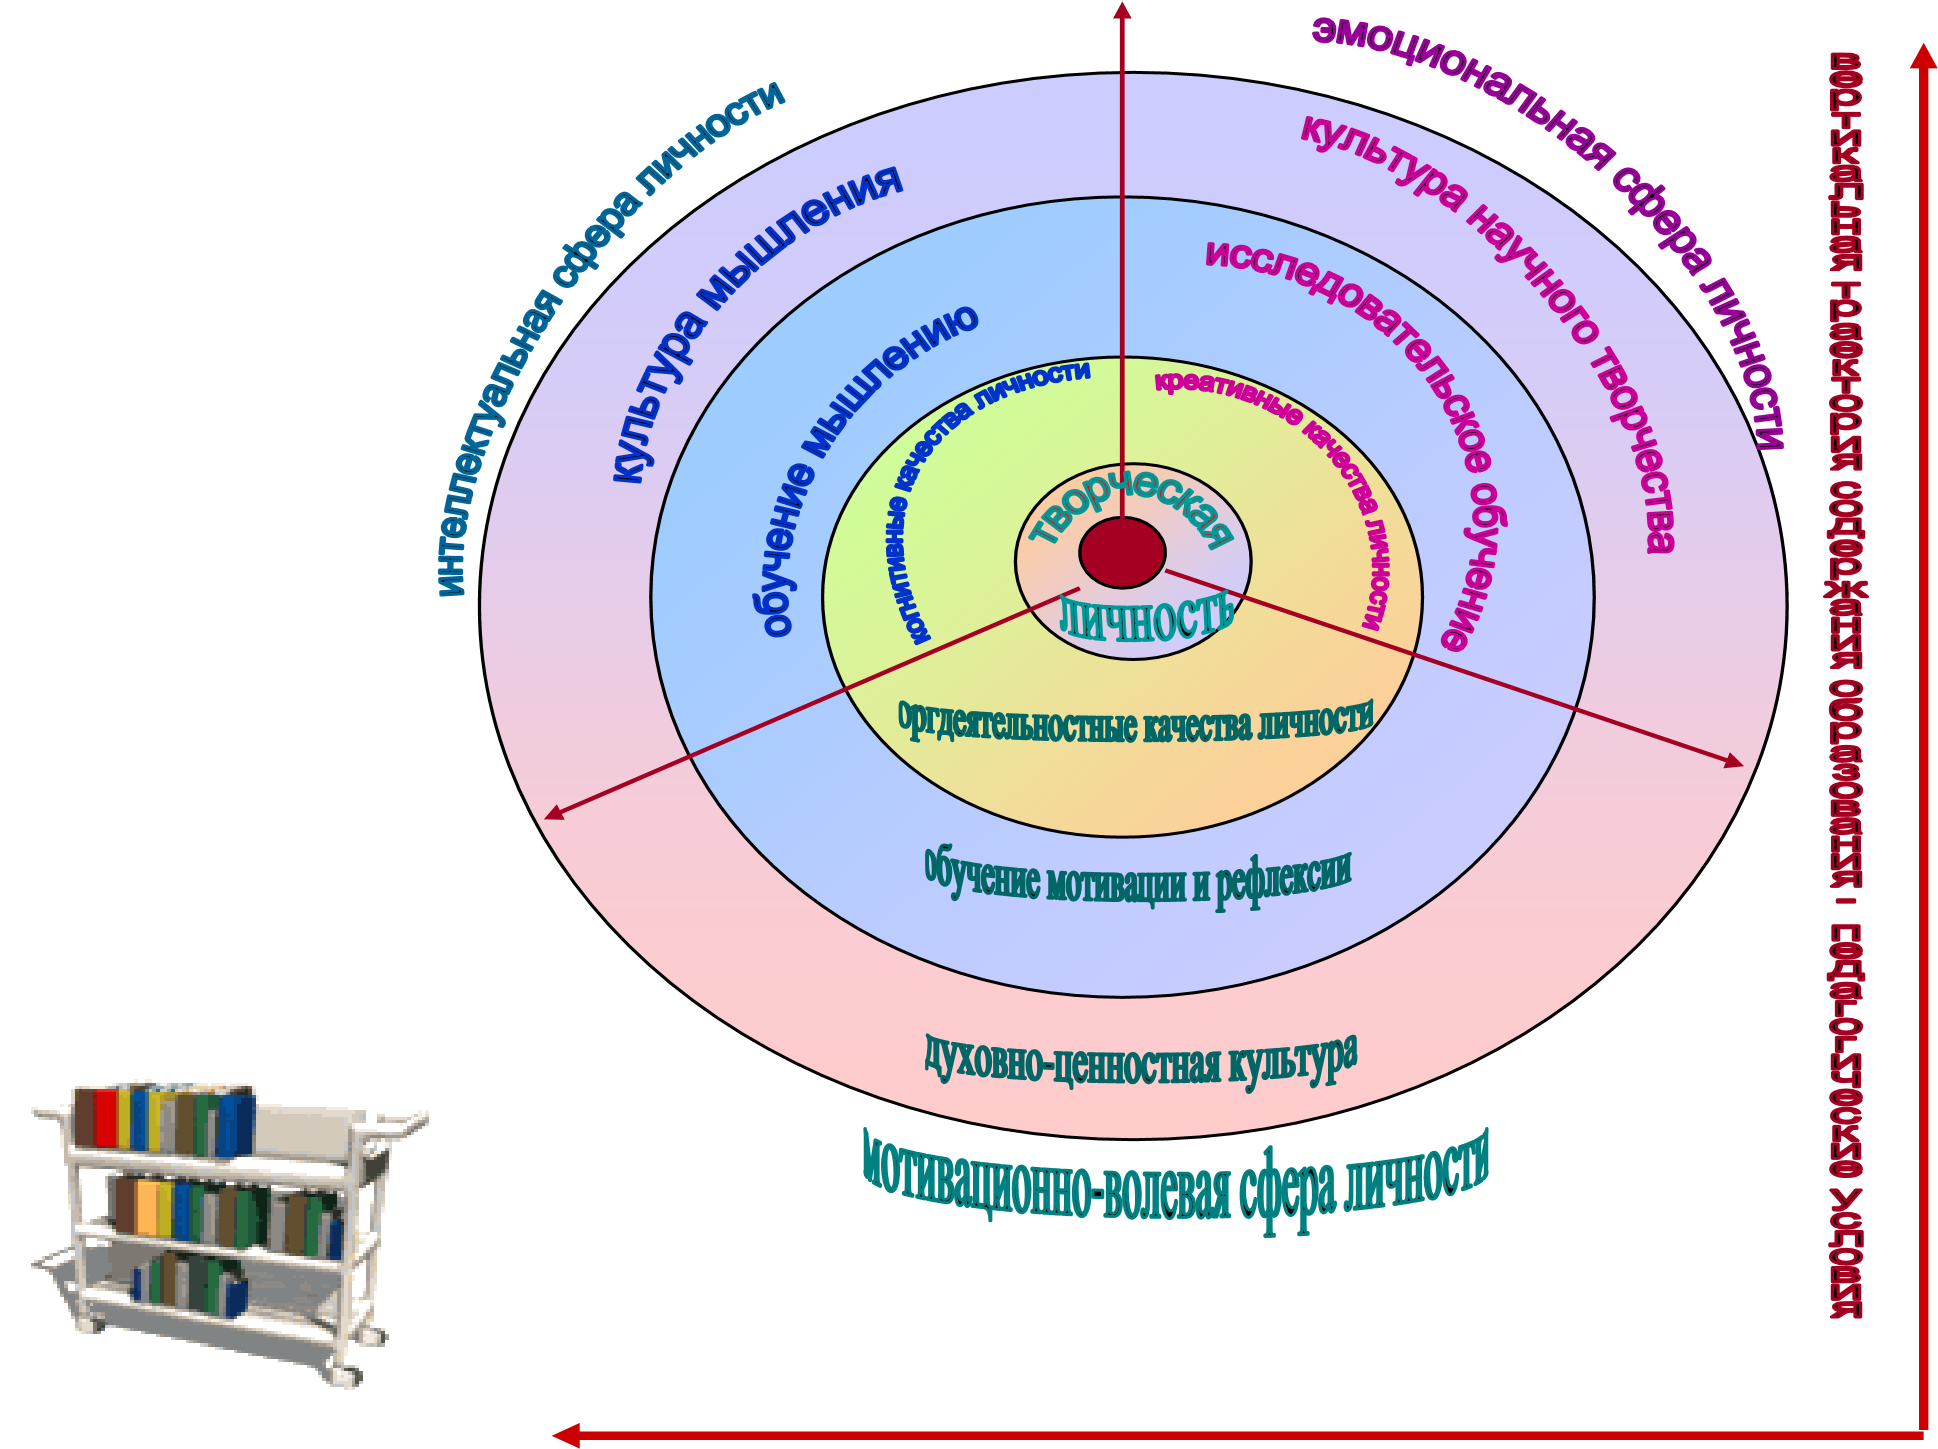 интеллектуальная сфера личности
эмоциональная сфера личности
культура мышления
культура научного творчества
обучение мышлению
исследовательское обучение
когнитивные качества личности
креативные качества личности
творческая
личность
оргдеятельностные качества личности
обучение мотивации и рефлексии
духовно-ценностная культура
мотивационно-волевая сфера личности
вертикальная траектория содержания образования - педагогические условия